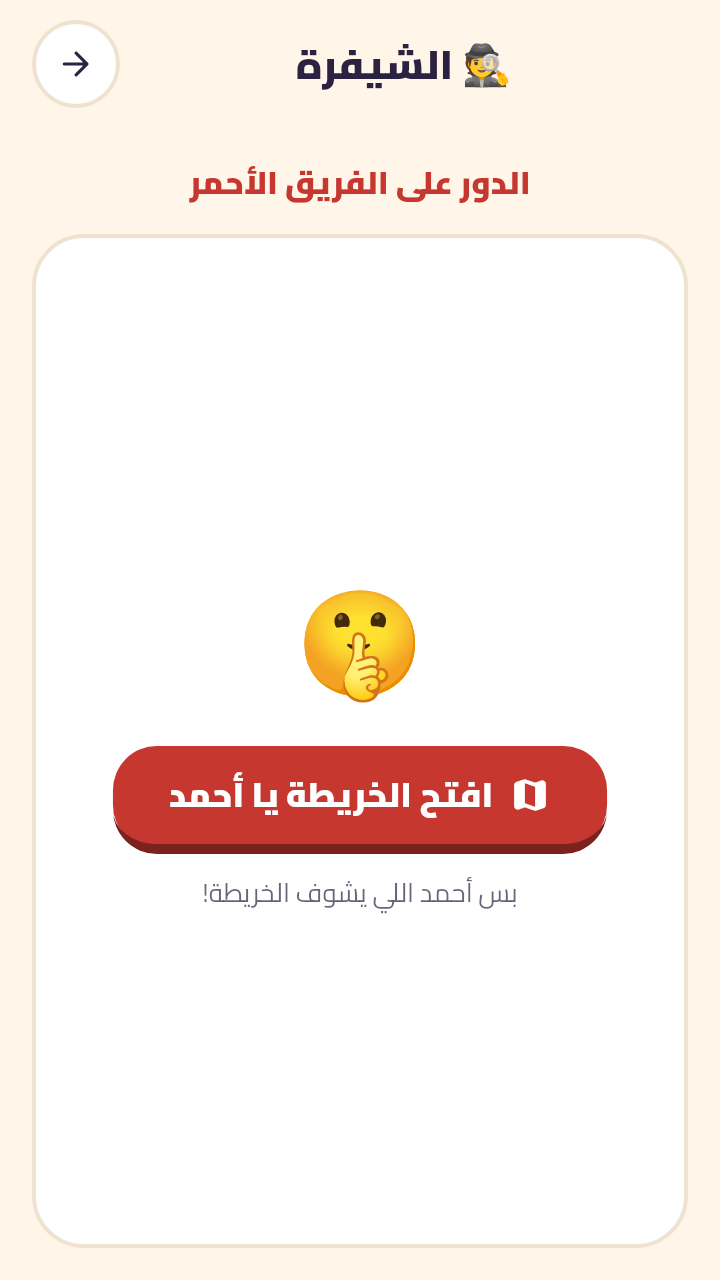 🕵️ الشيفرة
الدور على الفريق الأحمر
افتح الخريطة يا أحمد
بس أحمد اللي يشوف الخريطة!